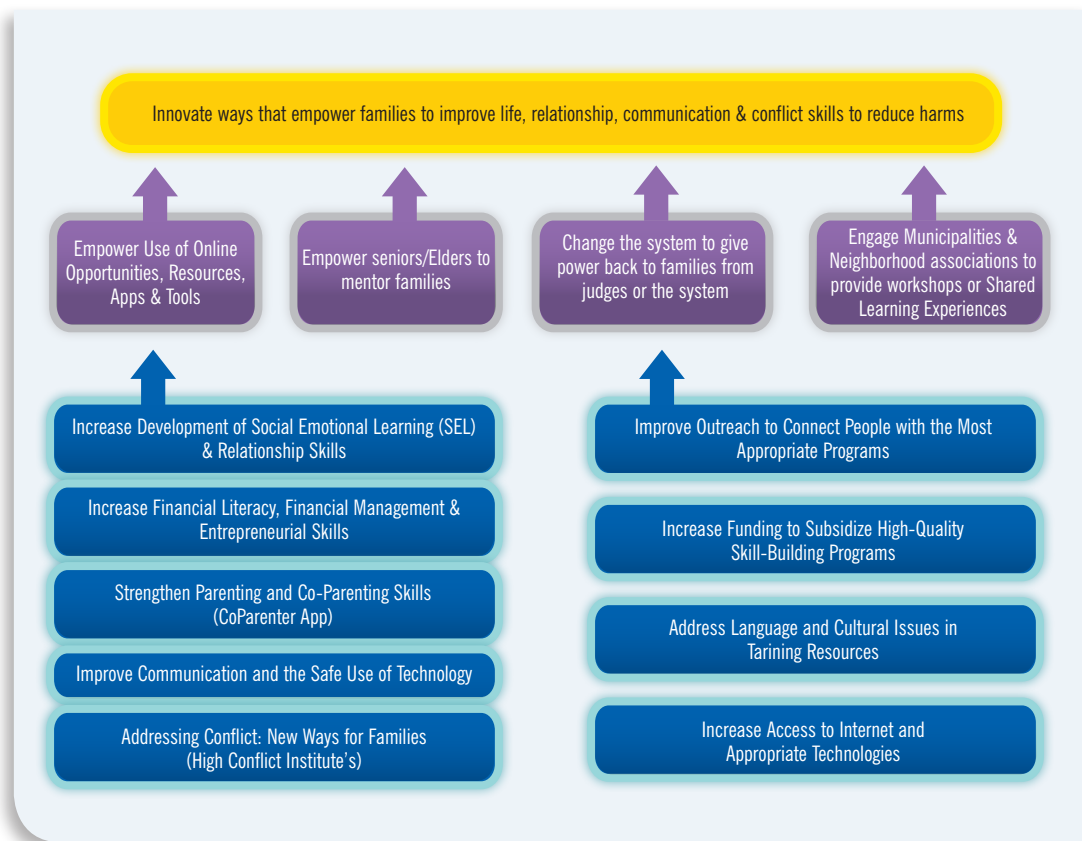 Innovate ways that empower families to improve life, relationship, communication & conflict skills to reduce harms
Empower Use of Online
Opportunities, Resources,
Apps & Tools
Empower seniors/Elders to
mentor families
Change the system to give
power back to families from
judges or the system
Engage Municipalities &
Neighborhood associations to
provide workshops or Shared
Learning Experiences
Increase Development of Social Emotional Learning (SEL)
& Relationship Skills
Increase Financial Literacy, Financial Management &
Entrepreneurial Skills
Strengthen Parenting and Co-Parenting Skills
(CoParenter App)
Improve Communication and the Safe Use of Technology
Addressing Conflict: New Ways for Families
(High Conflict Institute's)
Improve Outreach to Connect People with the Most
Appropriate Programs
Increase Funding to Subsidize High-Quality
Skill-Building Programs
Address Language and Cultural Issues in
Tarining Resources
Increase Access to Internet and
Appropriate Technologies